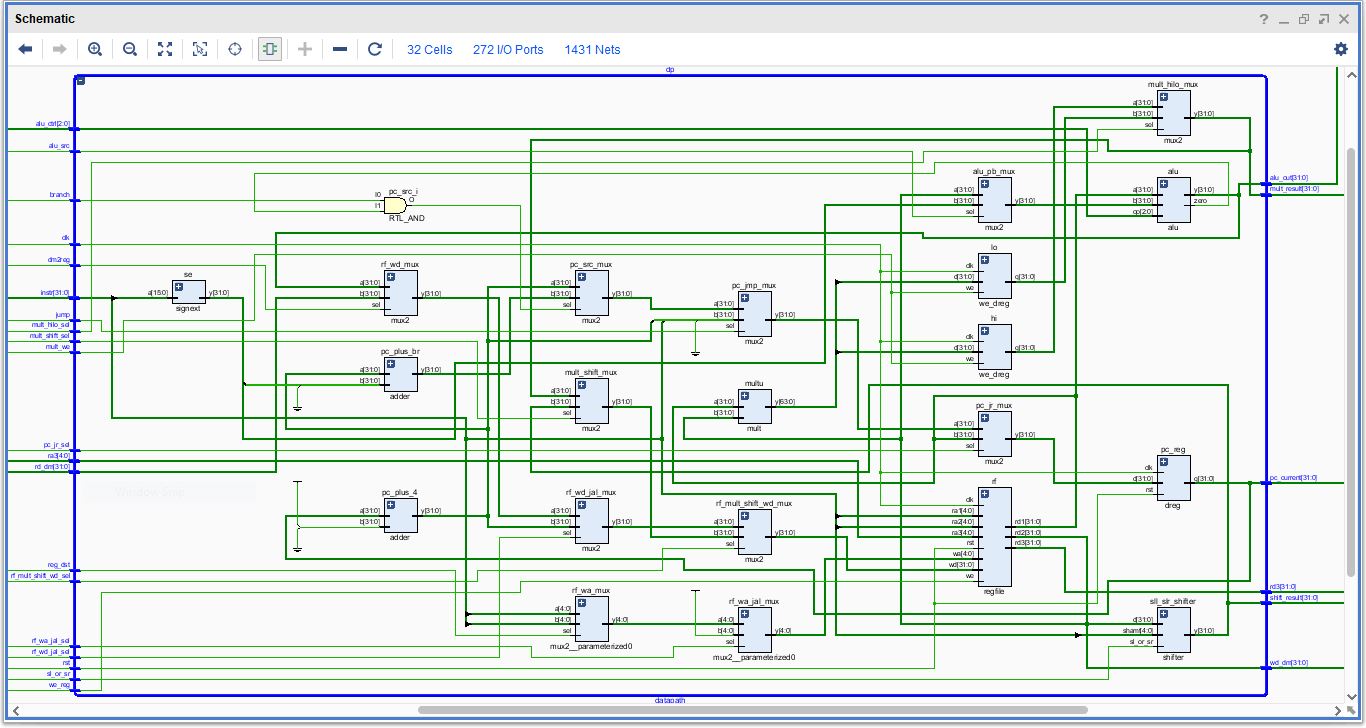 Schematic
32 Cells 272 I/O Ports 1431 Nets
dp
alu_ctrl[2:0]
alu_src
branch
clk
dm2reg
instr[31:0]
jump
mult_hilo_sel
mult_shift_sel
mult_we
pc_jr_sel
ra3[4:0]
rd_dm[31:0]
reg_dst
rf_mult_shift_wd_sel
rf_wa_jal_sel
rf_wd_jal_sel
rst
sl_or_sr
we_reg
se
a[15:0] y[31:0]
signext
pc_src_i
I0 O
I1
RTL_AND
rf_wd_mux
a[31:0]
b[31:0] y[31:0]
sel
mux2
pc_plus_br
a[31:0] y[31:0]
b[31:0]
adder
pc_plus_4
a[31:0] y[31:0]
b[31:0]
adder
pc_src_mux
a[31:0]
b[31:0] y[31:0]
sel
mux2
mult_shift_mux
a[31:0]
b[31:0] y[31:0]
sel
mux2
rf_wd_jal_mux
a[31:0]
b[31:0] y[31:0]
sel
mux2
rf_wa_mux
a[4:0]
b[4:0] y[4:0]
sel
mux2__parameterized0
pc_jmp_mux
a[31:0]
b[31:0] y[31:0]
sel
mux2
multu
a[31:0] y[63:0]
b[31:0]
mult
rf_mult_shift_wd_mux
a[31:0]
b[31:0] y[31:0]
sel
mux2
rf_wa_jal_mux
a[4:0]
b[4:0] y[4:0]
sel
mux2__parameterized0
alu_pb_mux
a[31:0]
b[31:0] y[31:0]
sel
mux2
lo
clk
d[31:0] q[31:0]
we
we_dreg
hi
clk
d[31:0] q[31:0]
we
we_dreg
pc_jr_mux
a[31:0]
b[31:0] y[31:0]
sel
mux2
rf
clk
ra1[4:0]
ra2[4:0] rd1[31:0]
ra3[4:0] rd2[31:0]
rst rd3[31:0]
wa[4:0]
wd[31:0]
we
regfile
mult_hilo_mux
a[31:0]
b[31:0] y[31:0]
sel
mux2
alu
a[31:0] y[31:0]
b[31:0] zero
op[2:0]
alu
pc_reg
clk
d[31:0] q[31:0]
rst
dreg
sll_slr_shifter
d[31:0]
shamt[4:0] y[31:0]
sl_or_sr
shifter
alu_out[31:0]
mult_result[31:0]
pc_current[31:0]
rd3[31:0]
shift_result[31:0]
wd_dm[31:0]
datapath
Window Snip